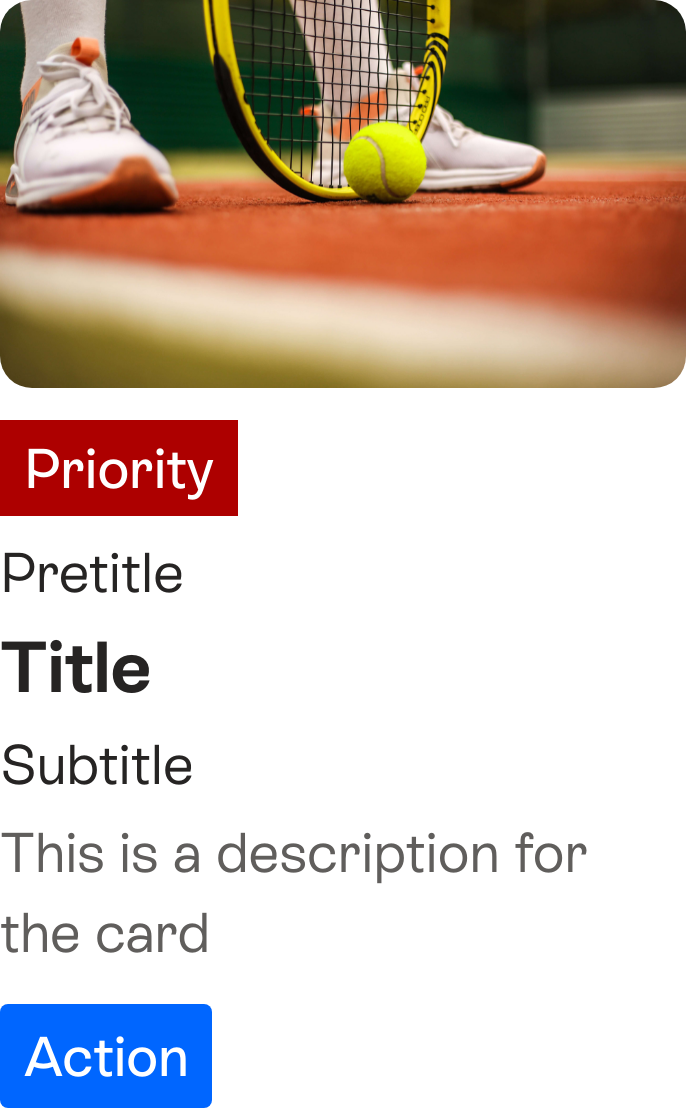 Priority
Pretitle
Title
Subtitle
This is a description for
the card
Action